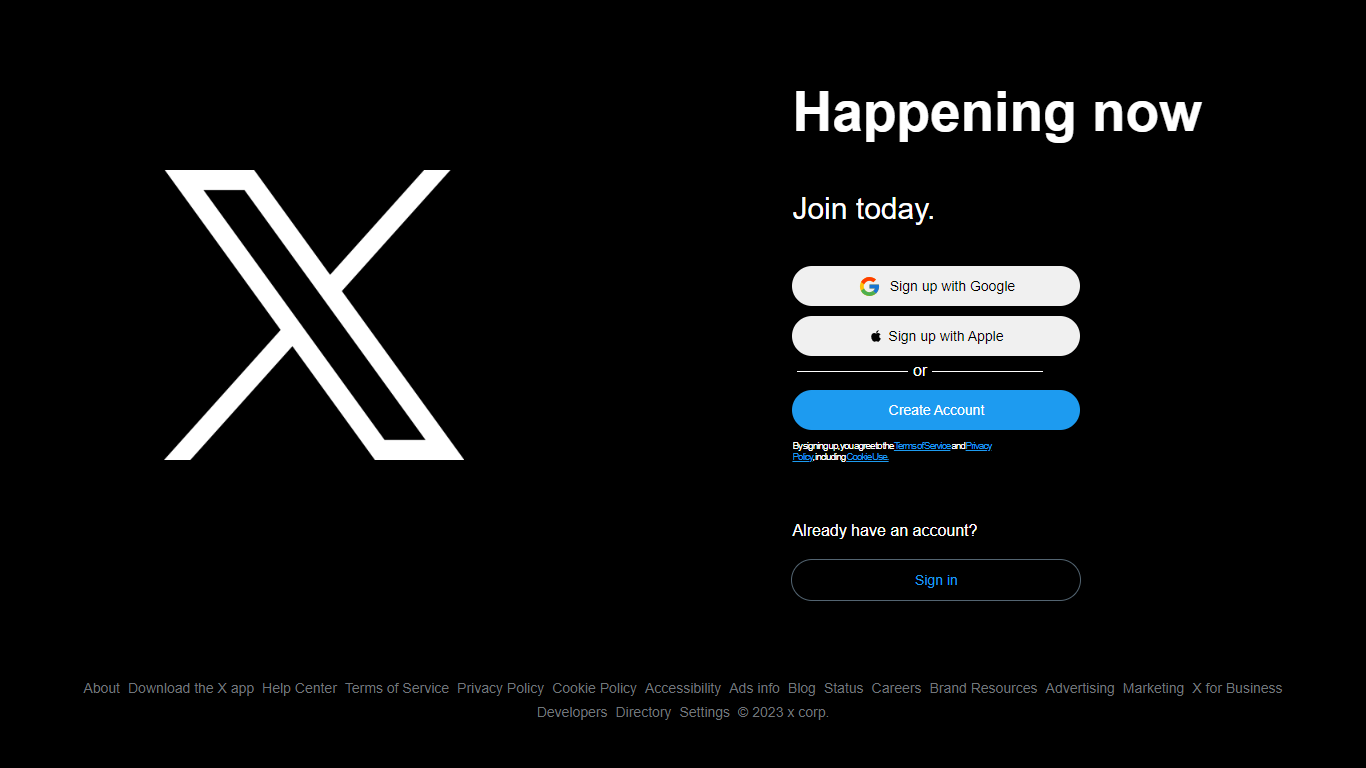 Happening now
Join today.
Sign up with Google
Sign up with Apple
or
Create Account
By signing up, you agree to the Terms of Service and Privacy
Policy, including Cookie Use.
Already have an account?
Sign in
About Download the X app Help Center Terms of Service Privacy Policy Cookie Policy Accessibility Ads info Blog Status Careers Brand Resources Advertising Marketing X for Business
Developers Directory Settings © 2023 x corp.